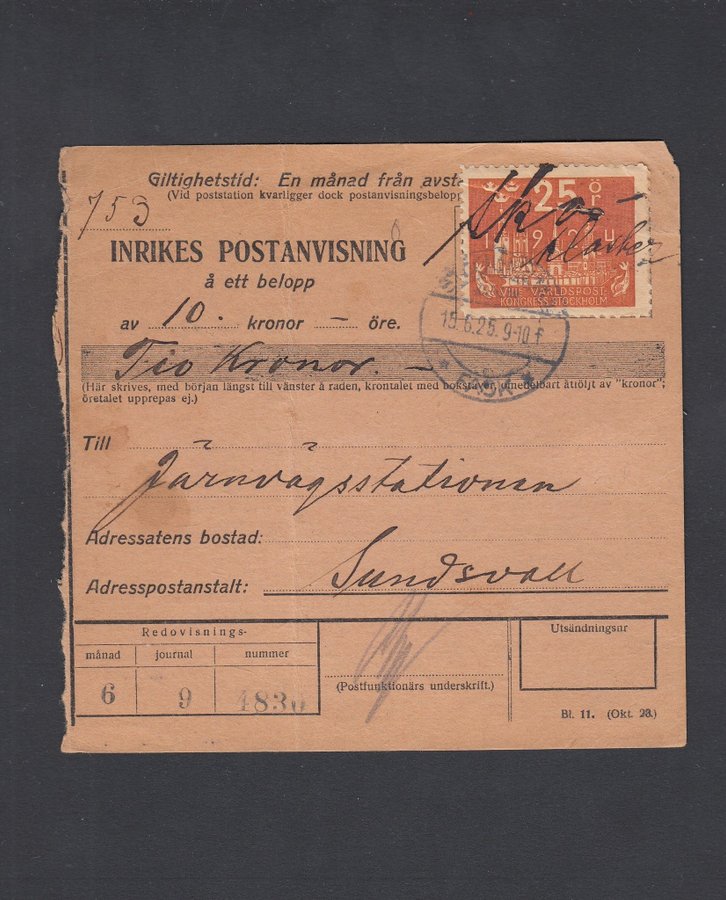 Giltighetstid: En månad från avst
(Vid poststation kvarligger dock postanvisningsbelopp
753
INRIKES POSTANVISNING
å ett belopp
av 10. kronor — öre.
Tio Kronor. —
(Här skrives, med början längst till vänster å raden, krontalet med bokstäver, omedelbart åtföljt av "kronor";
öretalet upprepas ej.)
25 ÖRE
1924
VIII VÄRLDSPOST-
KONGRESS STOCKHOLM
Skokloster
15.6.25. 9-10 f
Till Järnvägsstationen
Adressatens bostad:
Adresspostanstalt: Sundsvall
Redovisnings-
månad journal nummer
6 9 4830
(Postfunktionärs underskrift.)
Utsändningsnr
Bl. 11. (Okt. 23.)